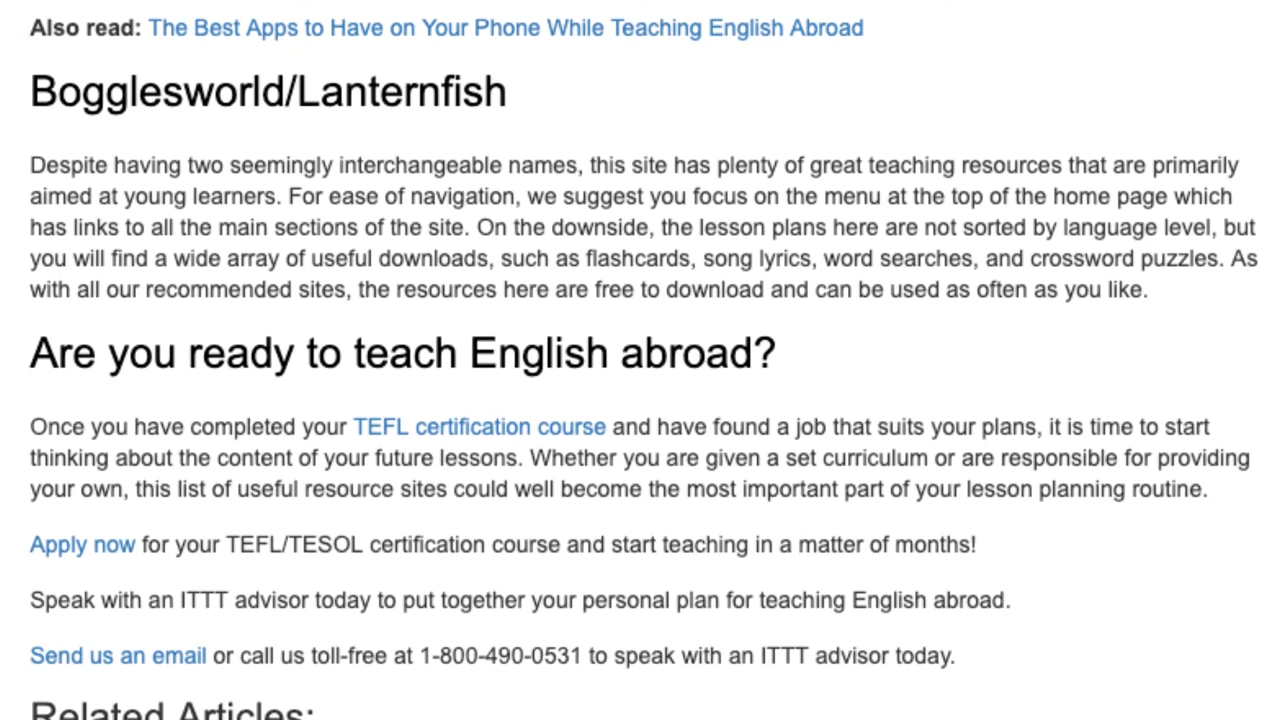 Also read: The Best Apps to Have on Your Phone While Teaching English Abroad
Bogglesworld/Lanternfish
Despite having two seemingly interchangeable names, this site has plenty of great teaching resources that are primarily
aimed at young learners. For ease of navigation, we suggest you focus on the menu at the top of the home page which
has links to all the main sections of the site. On the downside, the lesson plans here are not sorted by language level, but
you will find a wide array of useful downloads, such as flashcards, song lyrics, word searches, and crossword puzzles. As
with all our recommended sites, the resources here are free to download and can be used as often as you like.
Are you ready to teach English abroad?
Once you have completed your TEFL certification course and have found a job that suits your plans, it is time to start
thinking about the content of your future lessons. Whether you are given a set curriculum or are responsible for providing
your own, this list of useful resource sites could well become the most important part of your lesson planning routine.
Apply now for your TEFL/TESOL certification course and start teaching in a matter of months!
Speak with an ITTT advisor today to put together your personal plan for teaching English abroad.
Send us an email or call us toll-free at 1-800-490-0531 to speak with an ITTT advisor today.
Related Articles: